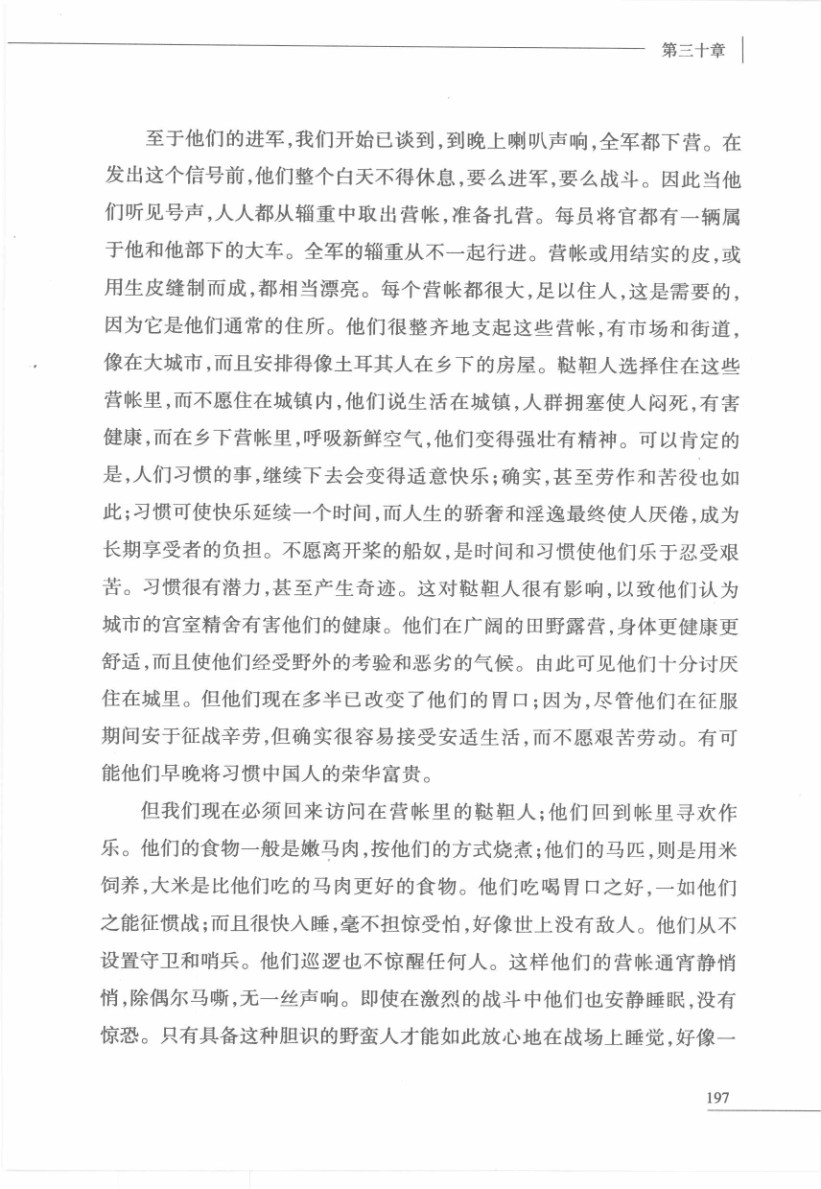 第三十章
至于他们的进军,我们开始已谈到,到晚上喇叭声响,全军都下营。在
发出这个信号前,他们整个白天不得休息,要么进军,要么战斗。因此当他
们听见号声,人人都从辎重中取出营帐,准备扎营。每员将官都有一辆属
于他和他部下的大车。全军的辎重从不一起行进。营帐或用结实的皮,或
用生皮缝制而成,都相当漂亮。每个营帐都很大,足以住人,这是需要的,
因为它是他们通常的住所。他们很整齐地支起这些营帐,有市场和街道,
像在大城市,而且安排得像土耳其人在乡下的房屋。鞑靼人选择住在这些
营帐里,而不愿住在城镇内,他们说生活在城镇,人群拥塞使人闷死,有害
健康,而在乡下营帐里,呼吸新鲜空气,他们变得强壮有精神。可以肯定的
是,人们习惯的事,继续下去会变得适意快乐;确实,甚至劳作和苦役也如
此;习惯可使快乐延续一个时间,而人生的骄奢和淫逸最终使人厌倦,成为
长期享受者的负担。不愿离开桨的船奴,是时间和习惯使他们乐于忍受艰
苦。习惯很有潜力,甚至产生奇迹。这对鞑靼人很有影响,以致他们认为
城市的宫室精舍有害他们的健康。他们在广阔的田野露营,身体更健康更
舒适,而且使他们经受野外的考验和恶劣的气候。由此可见他们十分讨厌
住在城里。但他们现在多半已改变了他们的胃口;因为,尽管他们在征服
期间安于征战辛劳,但确实很容易接受安适生活,而不愿艰苦劳动。有可
能他们早晚将习惯中国人的荣华富贵。
但我们现在必须回来访问在营帐里的鞑靼人;他们回到帐里寻欢作
乐。他们的食物一般是嫩马肉,按他们的方式烧煮;他们的马匹,则是用米
饲养,大米是比他们吃的马肉更好的食物。他们吃喝胃口之好,一如他们
之能征惯战;而且很快入睡,毫不担惊受怕,好像世上没有敌人。他们从不
设置守卫和哨兵。他们巡逻也不惊醒任何人。这样他们的营帐通宵静悄
悄,除偶尔马嘶,无一丝声响。即使在激烈的战斗中他们也安静睡眠,没有
惊恐。只有具备这种胆识的野蛮人才能如此放心地在战场上睡觉,好像一
197